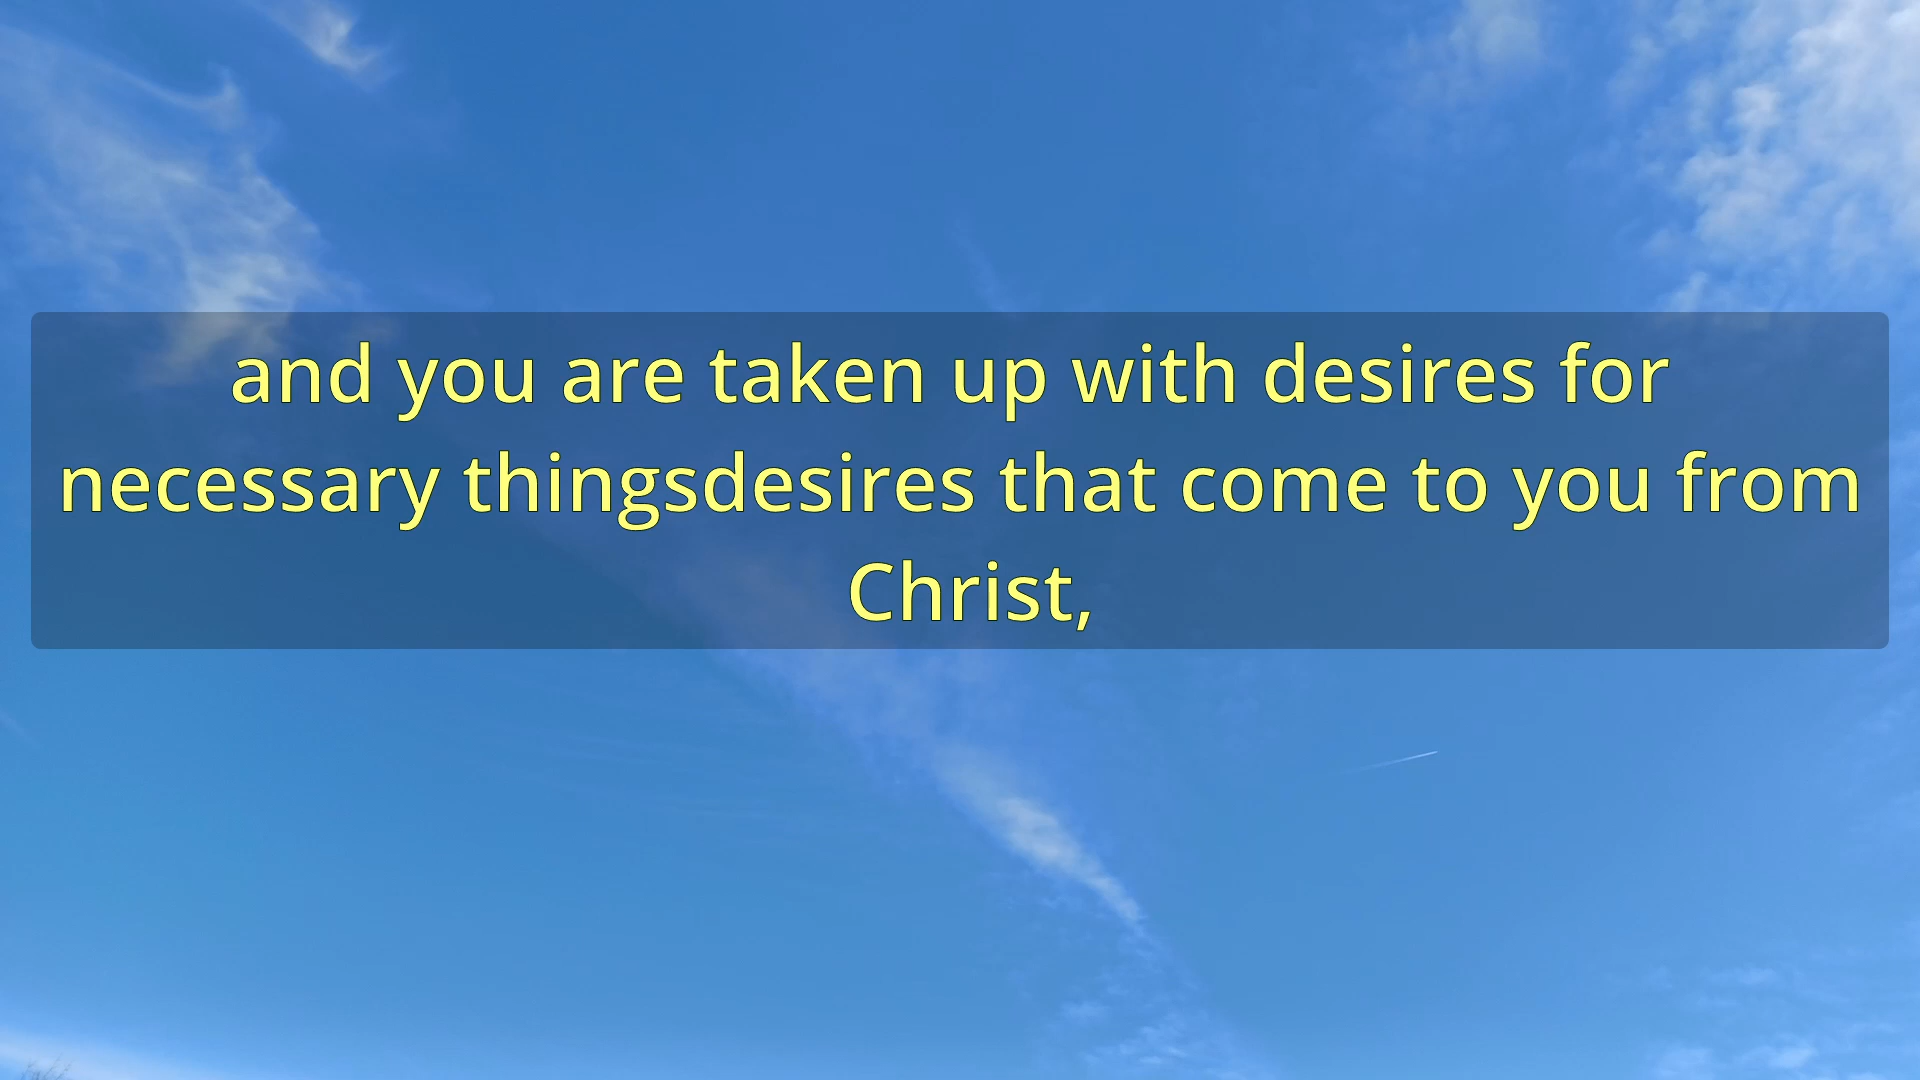 and you are taken up with desires for
necessary thingsdesires that come to you from
Christ,